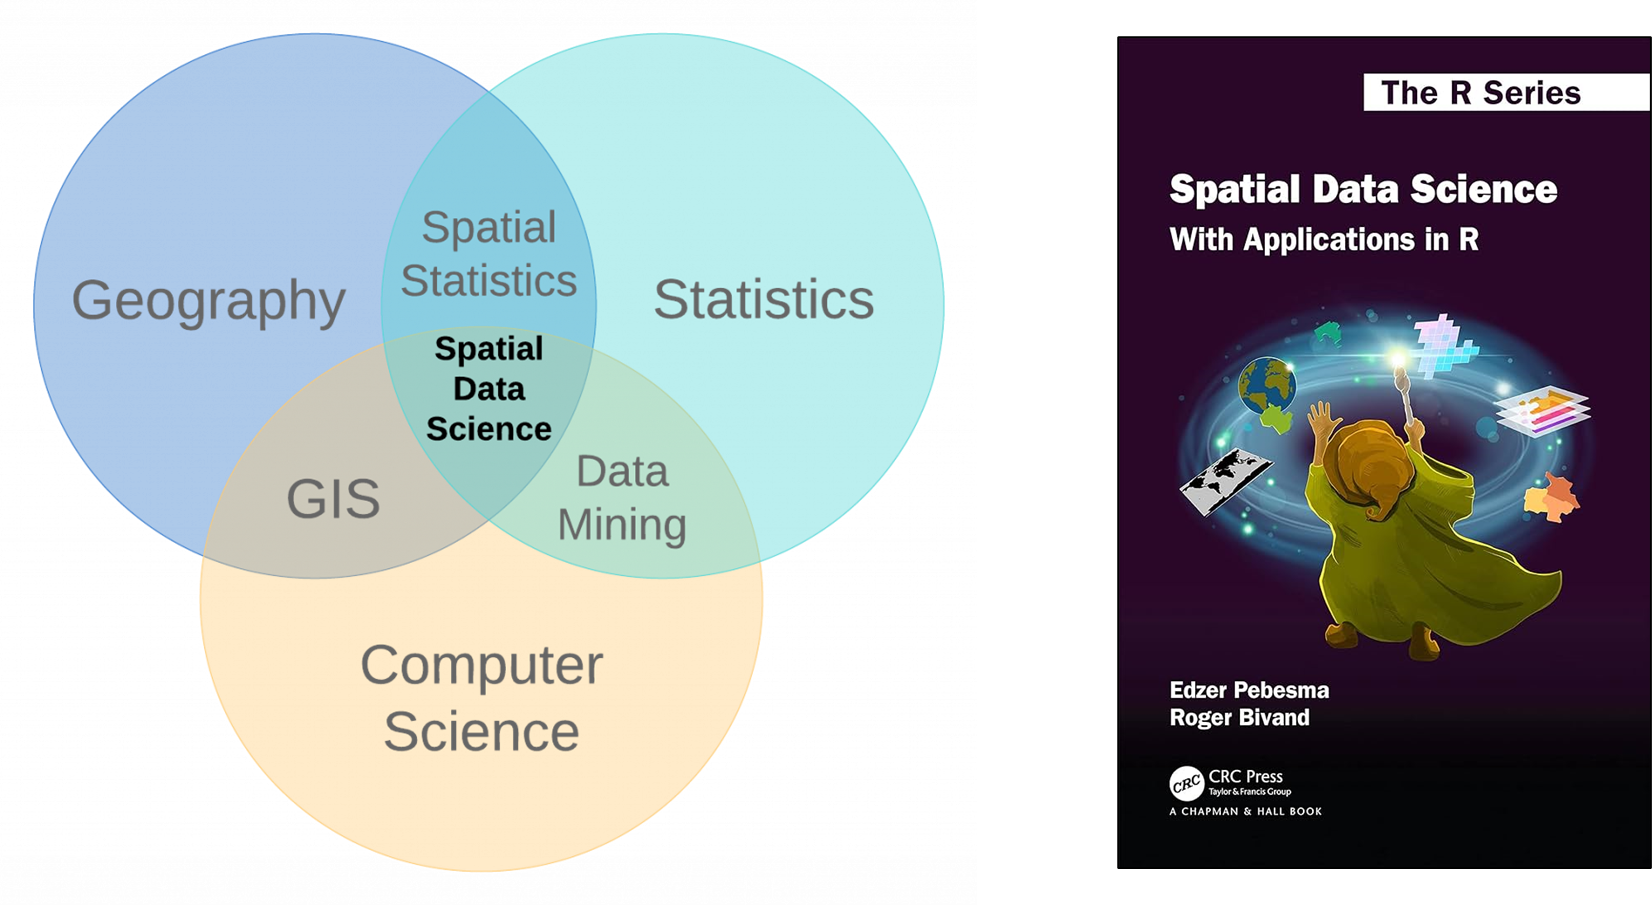 Geography
Spatial
Statistics
Statistics
Spatial
Data
Science
GIS
Data
Mining
Computer
Science
The R Series
Spatial Data Science
With Applications in R
Edzer Pebesma
Roger Bivand
CRC
CRC Press
Taylor & Francis Group
A CHAPMAN & HALL BOOK